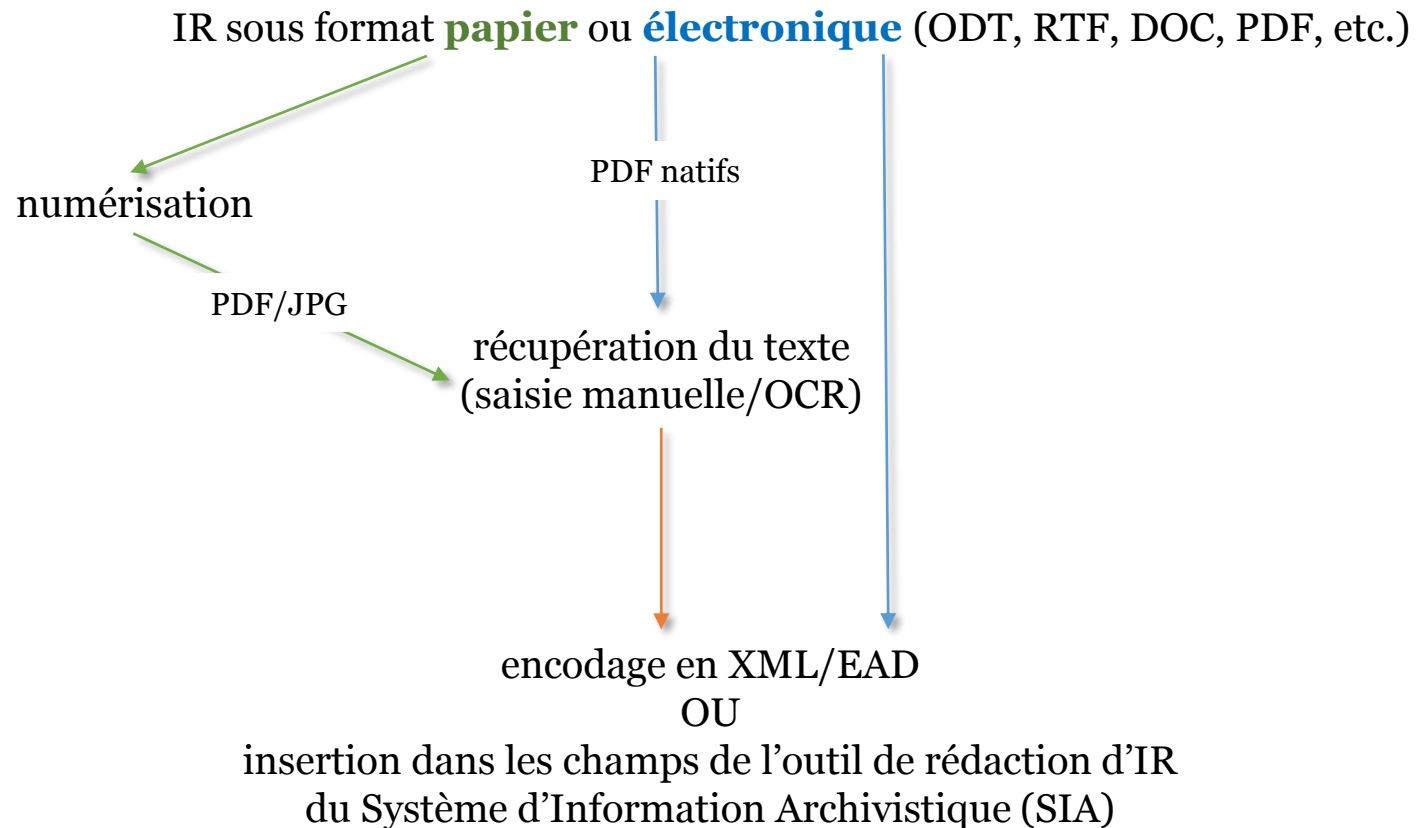 IR sous format papier ou électronique (ODT, RTF, DOC, PDF, etc.)
PDF natifs
numérisation
PDF/JPG
récupération du texte
(saisie manuelle/OCR)
encodage en XML/EAD
OU
insertion dans les champs de l’outil de rédaction d’IR
du Système d’Information Archivistique (SIA)